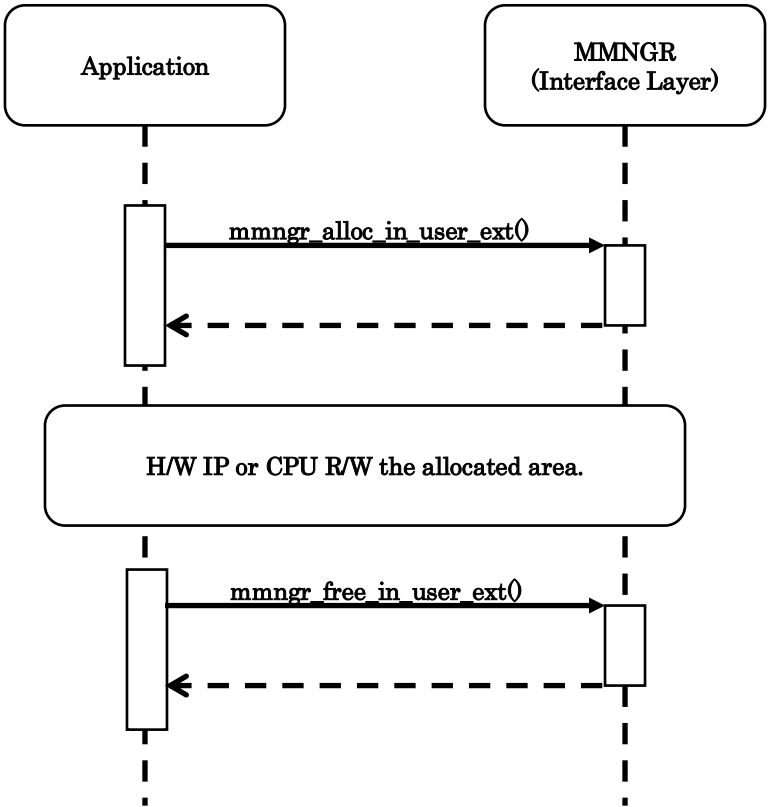 Application
MMNGR
(Interface Layer)
mmngr_alloc_in_user_ext()
H/W IP or CPU R/W the allocated area.
mmngr_free_in_user_ext()